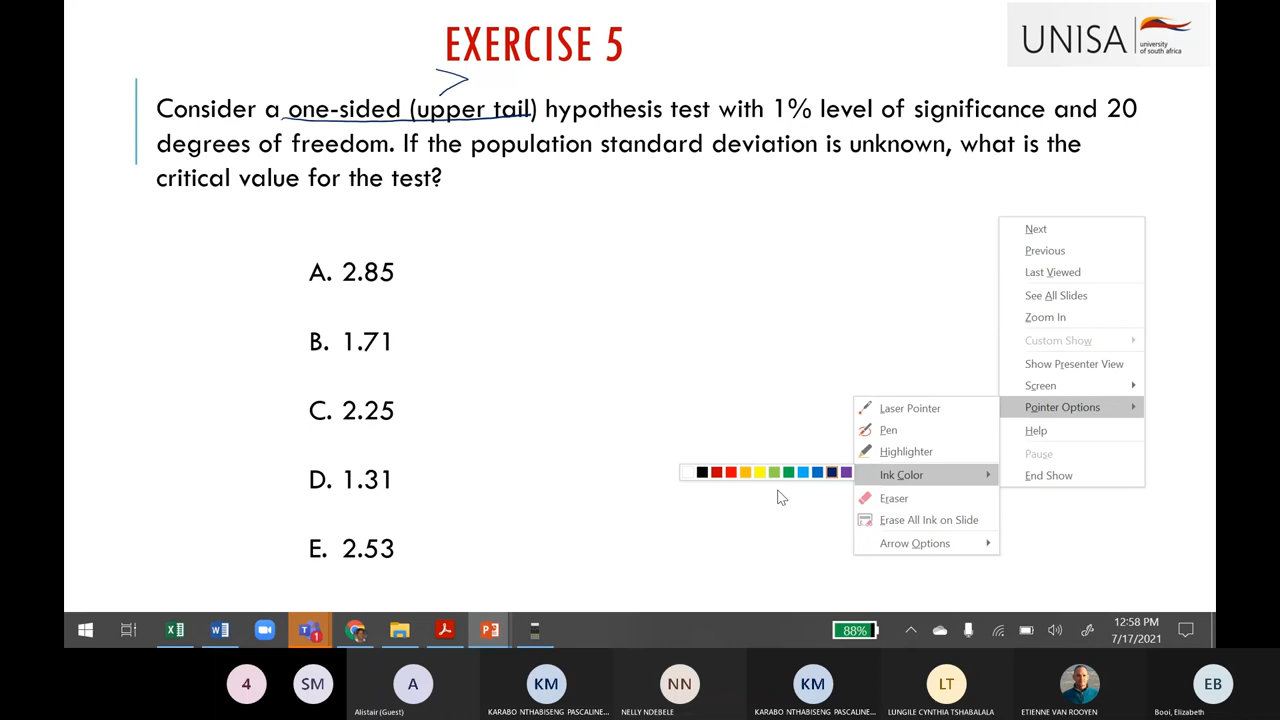 EXERCISE 5
UNISA
university
of south africa
>
Consider a one-sided (upper tail) hypothesis test with 1% level of significance and 20
degrees of freedom. If the population standard deviation is unknown, what is the
critical value for the test?
A. 2.85
B. 1.71
C. 2.25
D. 1.31
E. 2.53
Next
Previous
Last Viewed
See All Slides
Zoom In
Custom Show
Show Presenter View
Screen
Pointer Options
Help
Pause
End Show
Laser Pointer
Pen
Highlighter
Ink Color
Eraser
Erase All Ink on Slide
Arrow Options
1
88%
12:58 PM
7/17/2021
4
SM
A
KM
NN
KM
LT
EB
Alistair (Guest)
KARABO NTHABISENG PASCALINE...
NELLY NDEBELE
KARABO NTHABISENG PASCALINE...
LUNGILE CYNTHIA TSHABALALA
ETIENNE VAN ROOYEN
Booi, Elizabeth